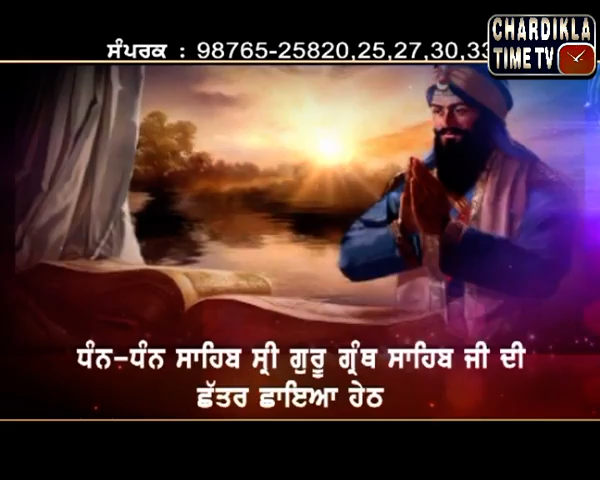 CHARDIKLA
TIME TV
ਸੰਪਰਕ : 98765-25820,25,27,30,33
ਧੰਨ-ਧੰਨ ਸਾਹਿਬ ਸ੍ਰੀ ਗੁਰੂ ਗ੍ਰੰਥ ਸਾਹਿਬ ਜੀ ਦੀ
ਛੱਤਰ ਛਾਇਆ ਹੇਠ